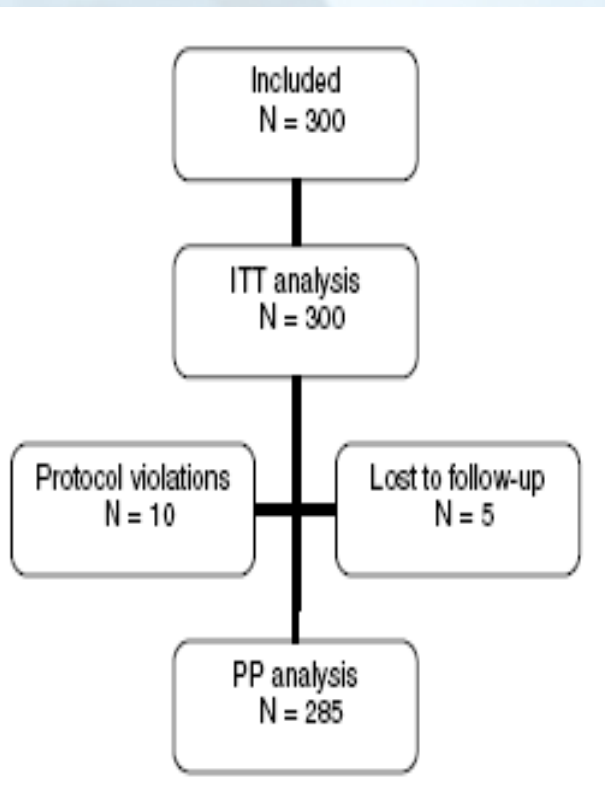 Included
N = 300
ITT analysis
N = 300
Protocol violations
N = 10
Lost to follow-up
N = 5
PP analysis
N = 285